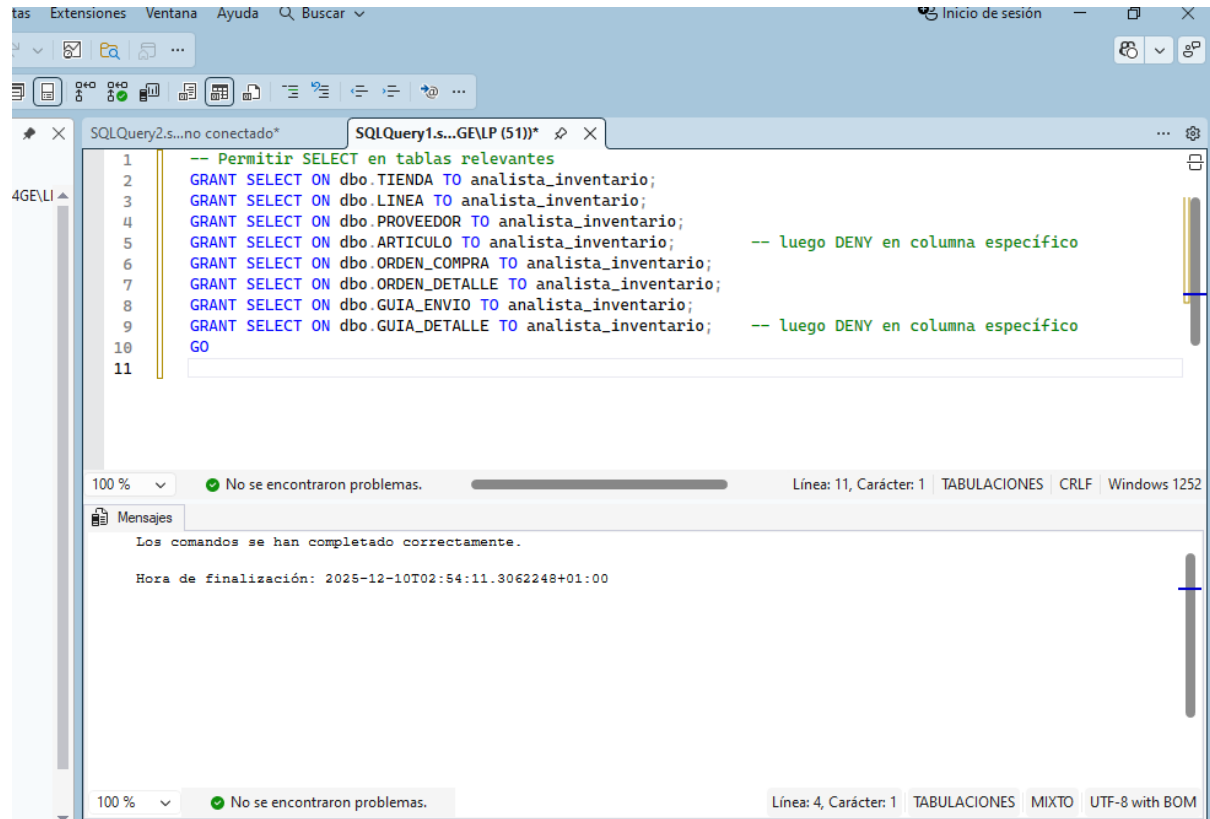 tas Extensiones Ventana Ayuda Buscar Inicio de sesión
SQLQuery2.s...no conectado* SQLQuery1.s...GE\LP (51))*
4GE\LI
1 -- Permitir SELECT en tablas relevantes
2 GRANT SELECT ON dbo.TIENDA TO analista_inventario;
3 GRANT SELECT ON dbo.LINEA TO analista_inventario;
4 GRANT SELECT ON dbo.PROVEEDOR TO analista_inventario;
5 GRANT SELECT ON dbo.ARTICULO TO analista_inventario; -- luego DENY en columna específico
6 GRANT SELECT ON dbo.ORDEN_COMPRA TO analista_inventario;
7 GRANT SELECT ON dbo.ORDEN_DETALLE TO analista_inventario;
8 GRANT SELECT ON dbo.GUIA_ENVIO TO analista_inventario;
9 GRANT SELECT ON dbo.GUIA_DETALLE TO analista_inventario; -- luego DENY en columna específico
10 GO
11
100 % No se encontraron problemas. Línea: 11, Carácter: 1 TABULACIONES CRLF Windows 1252
Mensajes
Los comandos se han completado correctamente.
Hora de finalización: 2025-12-10T02:54:11.3062248+01:00
100 % No se encontraron problemas. Línea: 4, Carácter: 1 TABULACIONES MIXTO UTF-8 with BOM